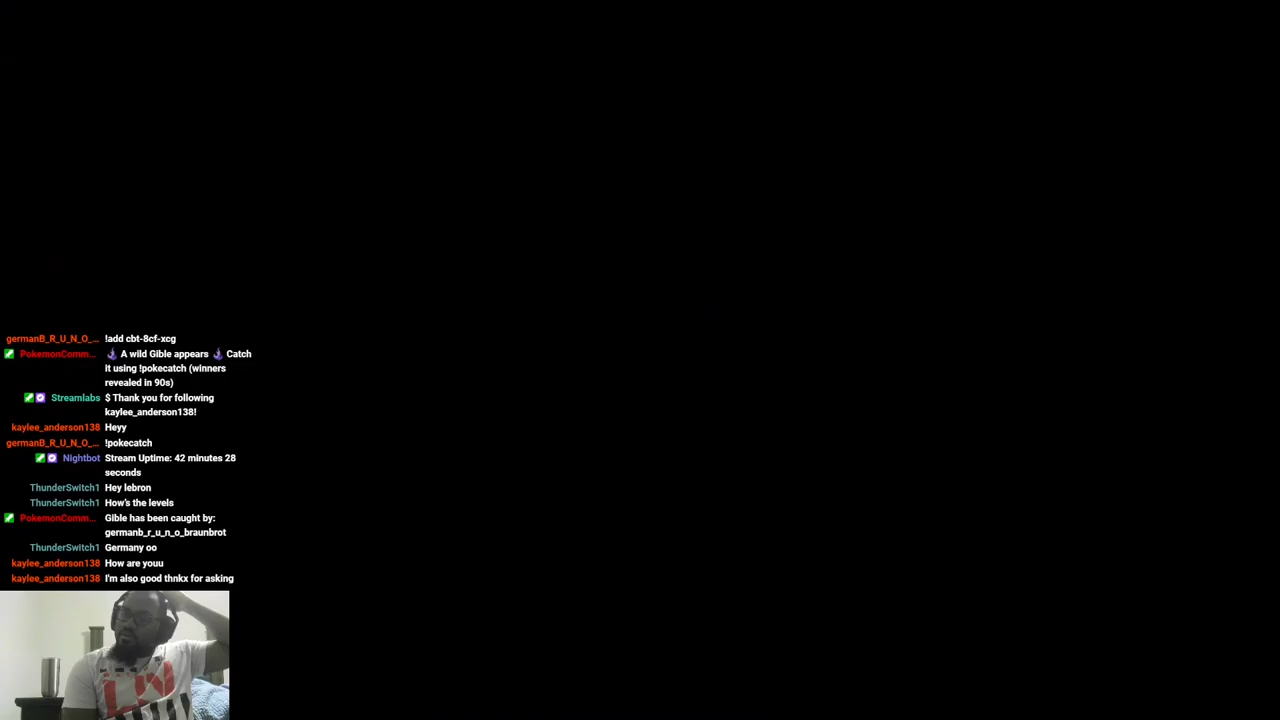 germanB_R_U_N_O_... !add cbt-8cf-xcg
PokemonComm... A wild Gible appears Catch
it using !pokecatch (winners
revealed in 90s)
Streamlabs $ Thank you for following
kaylee_anderson138!
kaylee_anderson138 Heyy
germanB_R_U_N_O_... !pokecatch
Nightbot Stream Uptime: 42 minutes 28
seconds
ThunderSwitch1 Hey lebron
ThunderSwitch1 How's the levels
PokemonComm... Gible has been caught by:
germanb_r_u_n_o_braunbrot
ThunderSwitch1 Germany oo
kaylee_anderson138 How are youu
kaylee_anderson138 I'm also good thnkx for asking